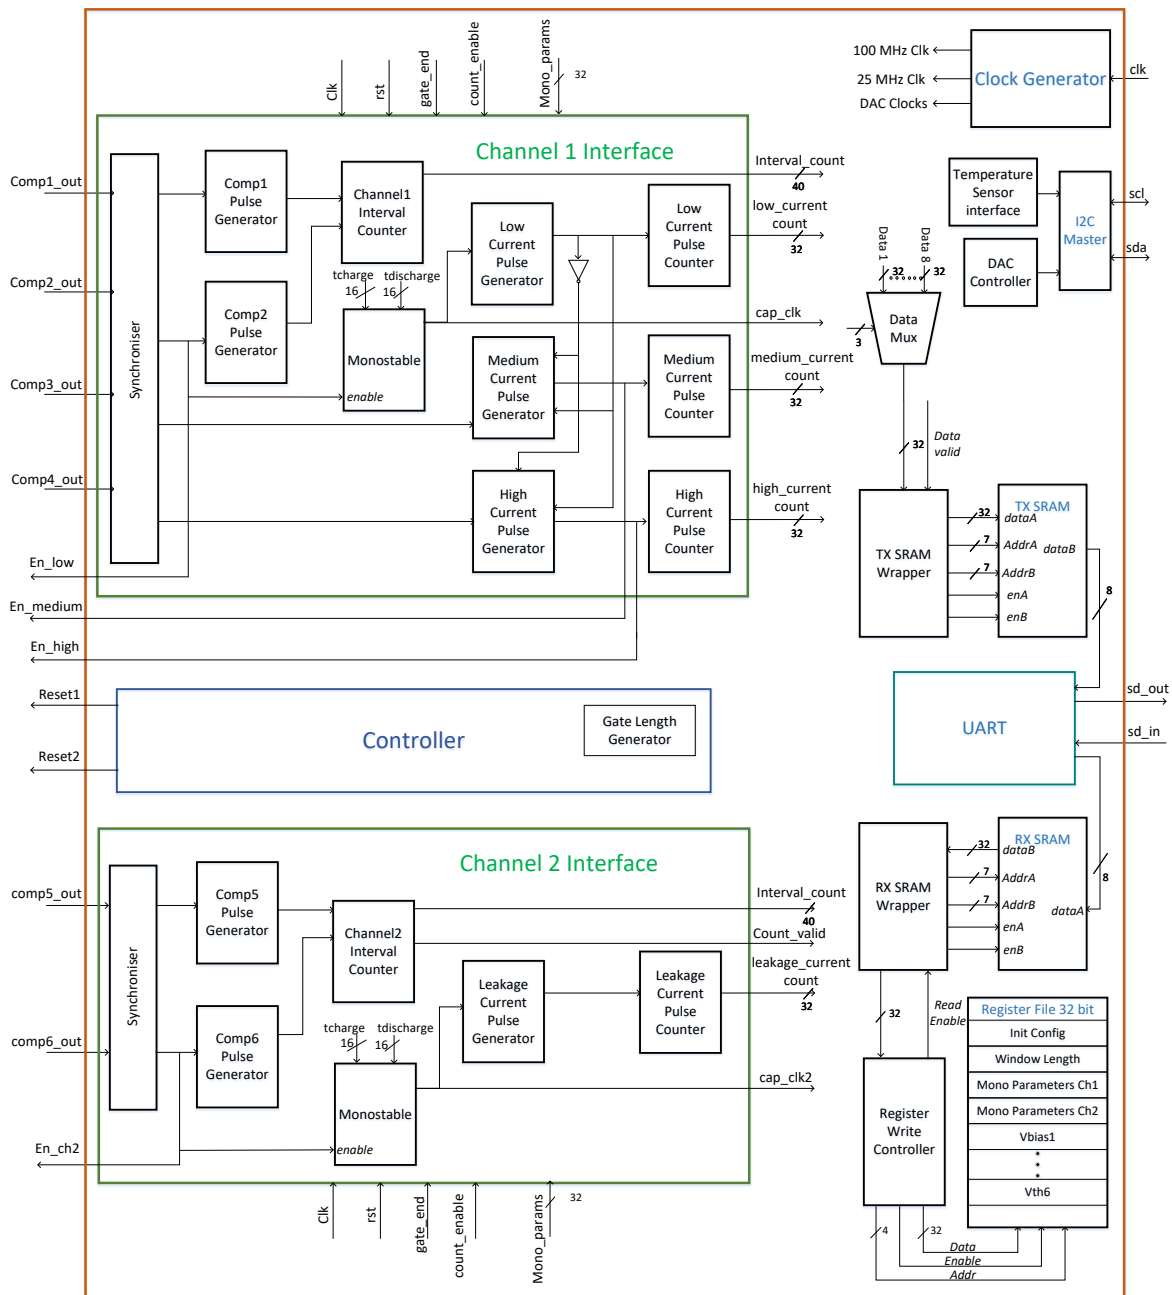 Clk
rst
gate_end
count_enable
Mono_params
32
100 MHz Clk
25 MHz Clk
DAC Clocks
Clock Generator
clk
Channel 1 Interface
Comp1_out
Comp2_out
Comp3_out
Comp4_out
Synchroniser
Comp1
Pulse
Generator
Comp2
Pulse
Generator
Channel1
Interval
Counter
tcharge
tdischarge
16
16
Monostable
enable
Low
Current
Pulse
Generator
Low
Current
Pulse
Counter
Medium
Current
Pulse
Generator
Medium
Current
Pulse
Counter
High
Current
Pulse
Generator
High
Current
Pulse
Counter
Interval_count
40
low_current
count
32
cap_clk
medium_current
count
32
high_current
count
32
En_low
En_medium
En_high
Temperature
Sensor
interface
DAC
Controller
I2C
Master
scl
sda
Data 1
Data 8
32
32
Data
Mux
3
32
Data
valid
TX SRAM
Wrapper
32
7
7
TX SRAM
dataA
AddrA
dataB
AddrB
enA
enB
8
Reset1
Reset2
Controller
Gate Length
Generator
UART
sd_out
sd_in
Channel 2 Interface
comp5_out
comp6_out
Synchroniser
Comp5
Pulse
Generator
Comp6
Pulse
Generator
Channel2
Interval
Counter
tcharge
tdischarge
16
16
Monostable
enable
Leakage
Current
Pulse
Generator
Leakage
Current
Pulse
Counter
Interval_count
40
Count_valid
leakage_current
count
32
cap_clk2
En_ch2
Clk
rst
gate_end
count_enable
Mono_params
32
RX SRAM
Wrapper
32
7
7
RX SRAM
dataB
AddrA
AddrB
dataA
enA
enB
8
32
Read
Enable
Register
Write
Controller
4
32
Data
Enable
Addr
Register File 32 bit
Init Config
Window Length
Mono Parameters Ch1
Mono Parameters Ch2
Vbias1
Vth6